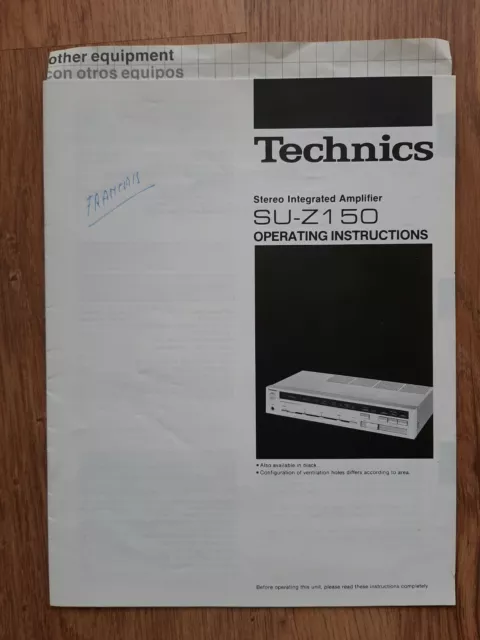 other equipment
con otros equipos
Technics
FRANCAIS
Stereo Integrated Amplifier
SU-Z150
OPERATING INSTRUCTIONS
• Also available in black.
• Configuration of ventilation holes differs according to area.
Before operating this unit, please read these instructions completely.